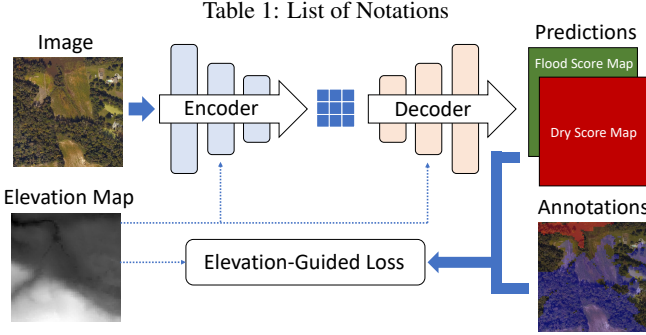 Table 1: List of Notations
Image
Predictions
Flood Score Map
Encoder
Decoder
Dry Score Map
Elevation Map
Annotations
Elevation-Guided Loss